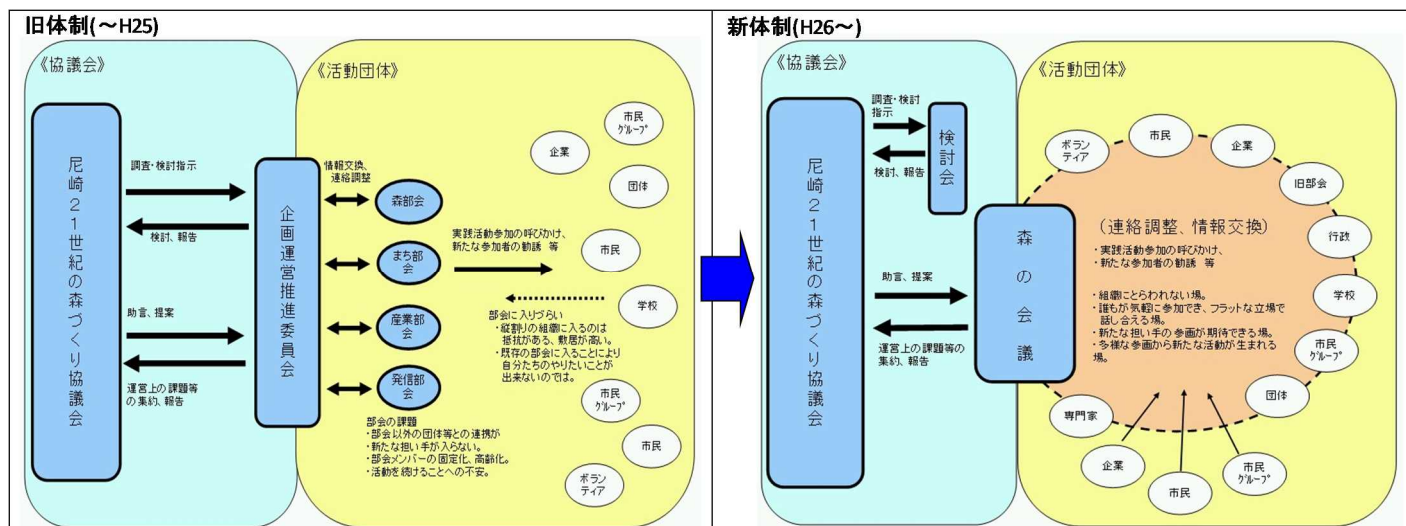 旧体制(～H25)
《協議会》
《活動団体》
尼崎21世紀の森づくり協議会
調査・検討指示
検討、報告
助言、提案
運営上の課題等
の集約、報告
企画運営推進委員会
情報交換、
連絡調整
森部会
まち部
会
産業部
会
発信部
会
実践活動参加の呼びかけ、
新たな参加者の勧誘 等
部会に入りづらい
・縦割りの組織に入るのは
抵抗がある、敷居が高い。
・既存の部会に入ることにより
自分たちのやりたいことが
出来ないのでは。
部会の課題
・部会以外の団体等との連携が
・新たな担い手が入らない。
・部会メンバーの固定化、高齢化。
・活動を続けることへの不安。
市民
グループ
企業
団体
市民
学校
市民
グループ
市民
ボラン
ティア
新体制(H26～)
《協議会》
《活動団体》
尼崎21世紀の森づくり協議会
調査・検討
指示
検討、報告
検討会
助言、提案
運営上の課題等の
集約、報告
森の会議
(連絡調整、情報交換)
・実践活動参加の呼びかけ、
・新たな参加者の勧誘 等
・組織にとらわれない場。
・誰もが気軽に参加でき、フラットな立場で
話し合える場。
・新たな担い手の参画が期待できる場。
・多様な参画から新たな活動が生まれる
場。
ボラン
ティア
市民
企業
旧部会
行政
学校
市民
グループ
団体
専門家
企業
市民
市民
グループ